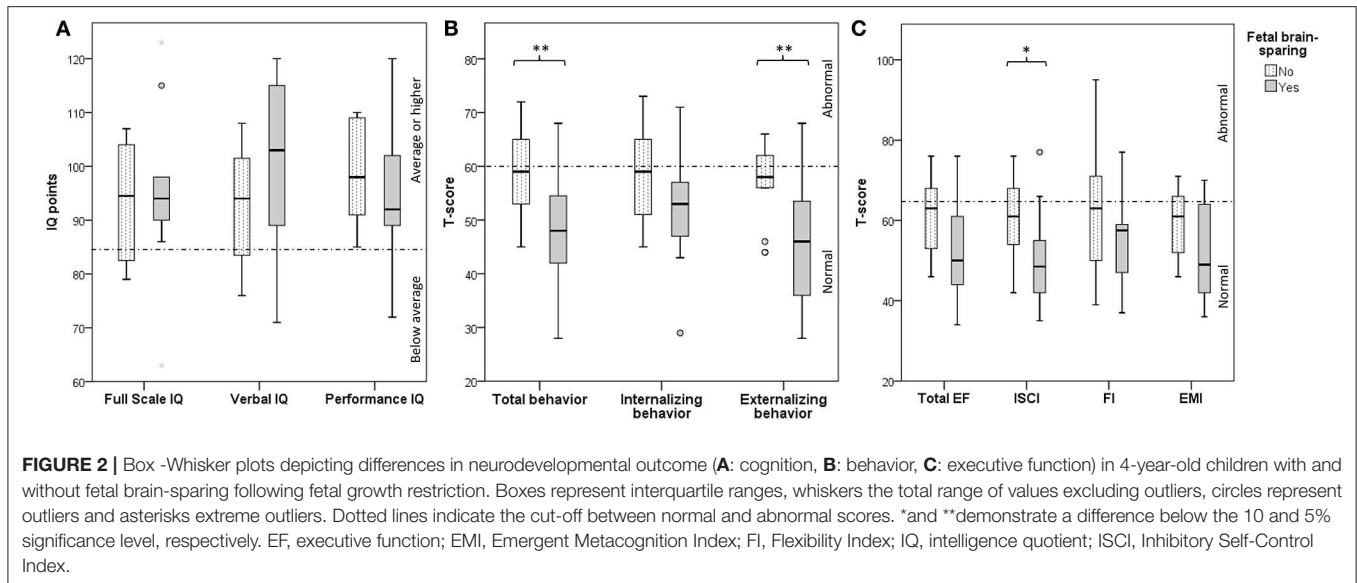 A
B
C
Fetal brain-
sparing
No
Yes
IQ points
120
110
100
90
80
70
60
Average or higher
Below average
Full Scale IQ
Verbal IQ
Performance IQ
T-score
80
70
60
50
40
30
20
**
**
Abnormal
Normal
Total behavior
Internalizing
behavior
Externalizing
behavior
T-score
100
80
60
40
20
*
Abnormal
Normal
Total EF
ISCI
FI
EMI
FIGURE 2 | Box -Whisker plots depicting differences in neurodevelopmental outcome (A: cognition, B: behavior, C: executive function) in 4-year-old children with and
without fetal brain-sparing following fetal growth restriction. Boxes represent interquartile ranges, whiskers the total range of values excluding outliers, circles represent
outliers and asterisks extreme outliers. Dotted lines indicate the cut-off between normal and abnormal scores. *and **demonstrate a difference below the 10 and 5%
significance level, respectively. EF, executive function; EMI, Emergent Metacognition Index; FI, Flexibility Index; IQ, intelligence quotient; ISCI, Inhibitory Self-Control
Index.